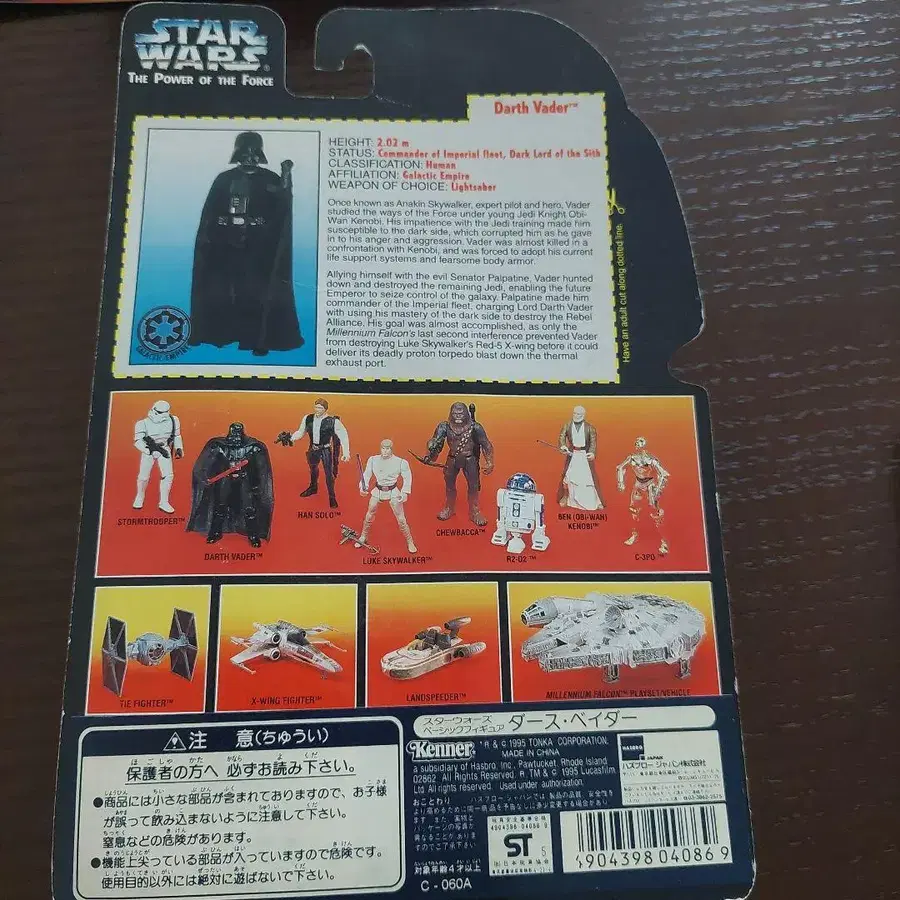 STAR
WARS®
THE POWER OF THE FORCE
Darth Vader™
HEIGHT: 2.02 m
STATUS: Commander of Imperial fleet, Dark Lord of the Sith
CLASSIFICATION: Human
AFFILIATION: Galactic Empire
WEAPON OF CHOICE: Lightsaber
Once known as Anakin Skywalker, expert pilot and hero, Vader
studied the ways of the Force under young Jedi Knight Obi-
Wan Kenobi. His impatience with the Jedi training made him
susceptible to the dark side, which corrupted him as he gave
in to his anger and aggression. Vader was almost killed in a
confrontation with Kenobi, and was forced to adopt his current
life support systems and fearsome body armor.
Allying himself with the evil Senator Palpatine, Vader hunted
down and destroyed the remaining Jedi, enabling the future
Emperor to seize control of the galaxy. Palpatine made him
commander of the Imperial fleet, charging Lord Darth Vader
with using his mastery of the dark side to destroy the Rebel
Alliance. His goal was almost accomplished, as only the
Millennium Falcon's last second interference prevented Vader
from destroying Luke Skywalker's Red-5 X-wing before it could
deliver its deadly proton torpedo blast down the thermal
exhaust port.
GALACTIC EMPIRE
Have an adult cut along dotted line.
STORMTROOPER™
DARTH VADER™
HAN SOLO™
LUKE SKYWALKER™
CHEWBACCA™
R2-D2™
BEN (OBI-WAN)
KENOBI™
C-3PO™
TIE FIGHTER™
X-WING FIGHTER™
LANDSPEEDER™
MILLENNIUM FALCON™ PLAYSET/VEHICLE
⚠注 意(ちゅうい)
保護者の方へ 必ずお読み下さい。
●商品には小さな部品が含まれておりますので、お子様
が誤って飲み込まないように注意して下さい。
窒息などの危険があります。
●機能上尖っている部品が入っていますので危険です。
使用目的以外には絶対に遊ばないで下さい。
スターウォーズ
ベーシックフィギュア ダース・ベイダー
Kenner ® & © 1995 TONKA CORPORATION.
MADE IN CHINA
a subsidiary of Hasbro, Inc., Pawtucket, Rhode Island
02862 All Rights Reserved. ® ,TM & © 1995 Lucasfilm
Ltd. All rights Reserved. Used under authorization.
おことわり
対象年齢4才以上
C - 060A
HASBRO
JAPAN
ハズブロー ジャパン株式会社
4904398 04086 9
ST
5
4904398 040869